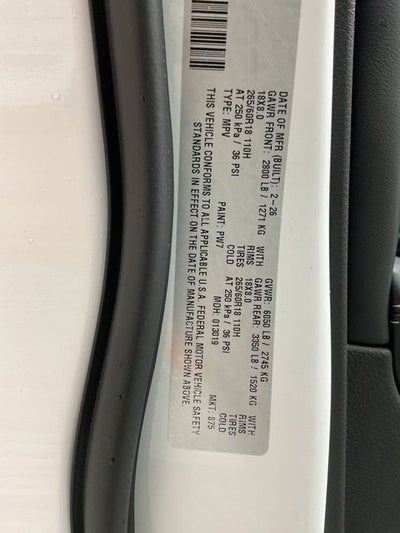 DATE OF MFR (BUILT): 2-26 GVWR: 6050 LB / 2745 KG
GAWR FRONT: 2800 LB / 1271 KG WITH GAWR REAR: 3350 LB / 1520 KG WITH
18X8.0 RIMS 18X8.0 RIMS
265/60R18 110H TIRES 265/60R18 110H TIRES
AT 250 kPa / 36 PSI COLD AT 250 kPa / 36 PSI COLD
TYPE: MPV PAINT: PW7 MDH: 013019 MKT: 875
THIS VEHICLE CONFORMS TO ALL APPLICABLE U.S.A. FEDERAL MOTOR VEHICLE SAFETY
STANDARDS IN EFFECT ON THE DATE OF MANUFACTURE SHOWN ABOVE.